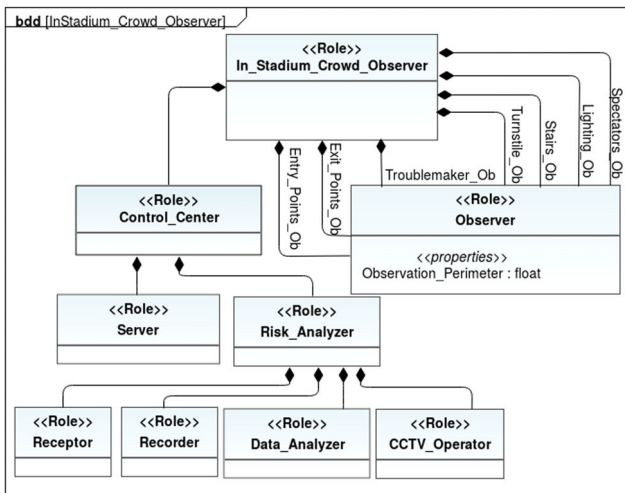 bdd [InStadium_Crowd_Observer]
<<Role>>
In_Stadium_Crowd_Observer
Spectators_Ob
Lighting_Ob
Stairs_Ob
Turnstile_Ob
Exit_Points_Ob
Entry_Points_Ob
Troublemaker_Ob
<<Role>>
Control_Center
<<Role>>
Observer
<<properties>>
Observation_Perimeter : float
<<Role>>
Server
<<Role>>
Risk_Analyzer
<<Role>>
Receptor
<<Role>>
Recorder
<<Role>>
Data_Analyzer
<<Role>>
CCTV_Operator